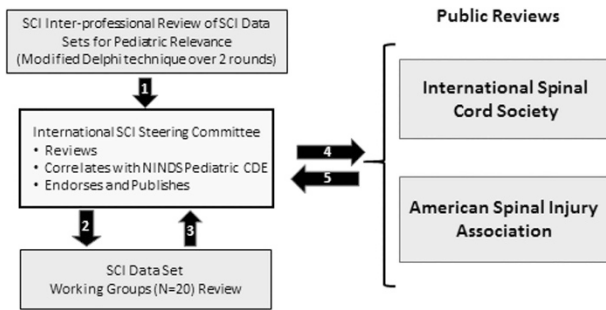 SCI Inter-professional Review of SCI Data
Sets for Pediatric Relevance
(Modified Delphi technique over 2 rounds)
1
International SCI Steering Committee
• Reviews
• Correlates with NINDS Pediatric CDE
• Endorses and Publishes
2
3
SCI Data Set
Working Groups (N=20) Review
4
5
Public Reviews
International Spinal
Cord Society
American Spinal Injury
Association